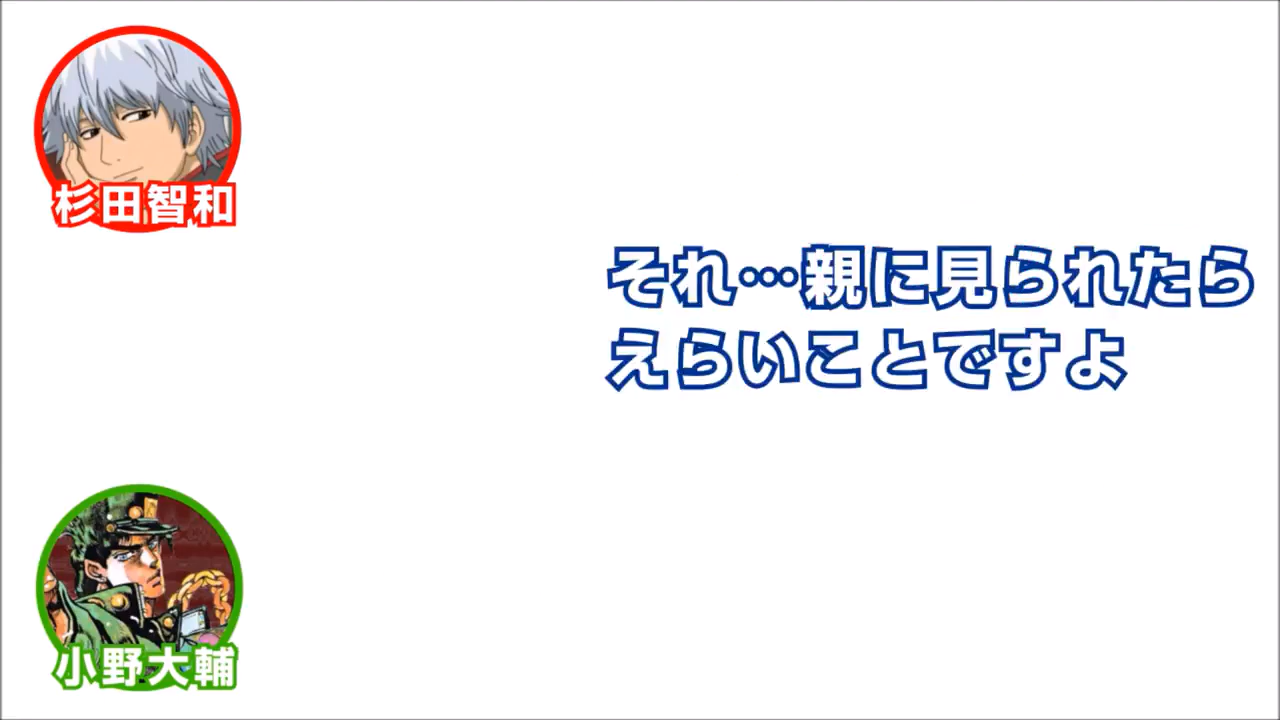 杉田智和
それ…親に見られたら
えらいことですよ
小野大輔